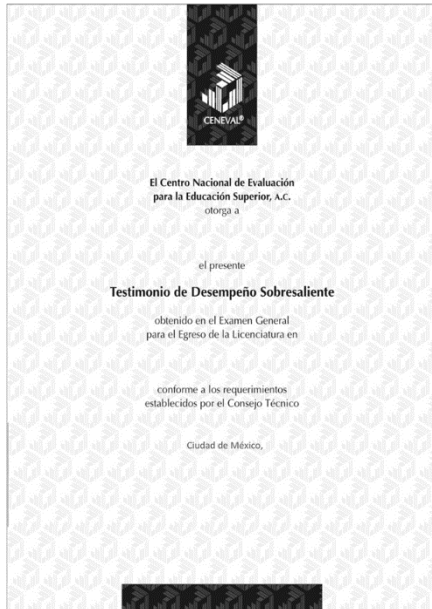 CENEVAL®
El Centro Nacional de Evaluación
para la Educación Superior, A.C.
otorga a
el presente
Testimonio de Desempeño Sobresaliente
obtenido en el Examen General
para el Egreso de la Licenciatura en
conforme a los requerimientos
establecidos por el Consejo Técnico
Ciudad de México,